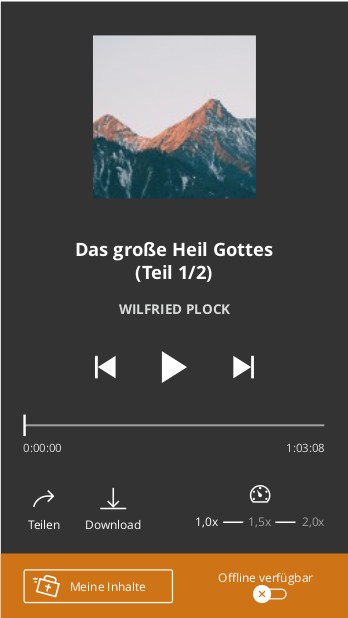 Das große Heil Gottes
(Teil 1/2)
WILFRIED PLOCK
0:00:00 1:03:08
Teilen Download
1,0x 1,5x 2,0x
Meine Inhalte
Offline verfügbar